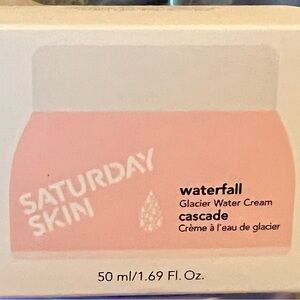 SATURDAY
SKIN
waterfall
Glacier Water Cream
cascade
Crème à l'eau de glacier
50 ml/1.69 Fl. Oz.